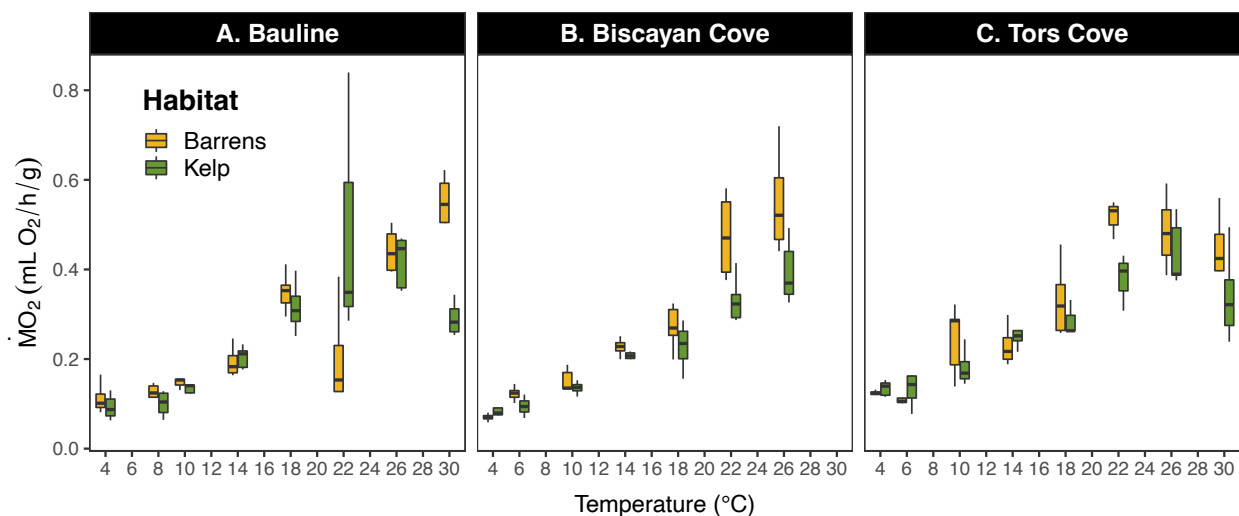 A. Bauline
B. Biscayan Cove
C. Tors Cove
Habitat
Barrens
Kelp
0.8
0.6
0.4
0.2
0.0
ṀO₂ (mL O₂/h/g)
4 6 8 10 12 14 16 18 20 22 24 26 28 30
4 6 8 10 12 14 16 18 20 22 24 26 28 30
4 6 8 10 12 14 16 18 20 22 24 26 28 30
Temperature (°C)